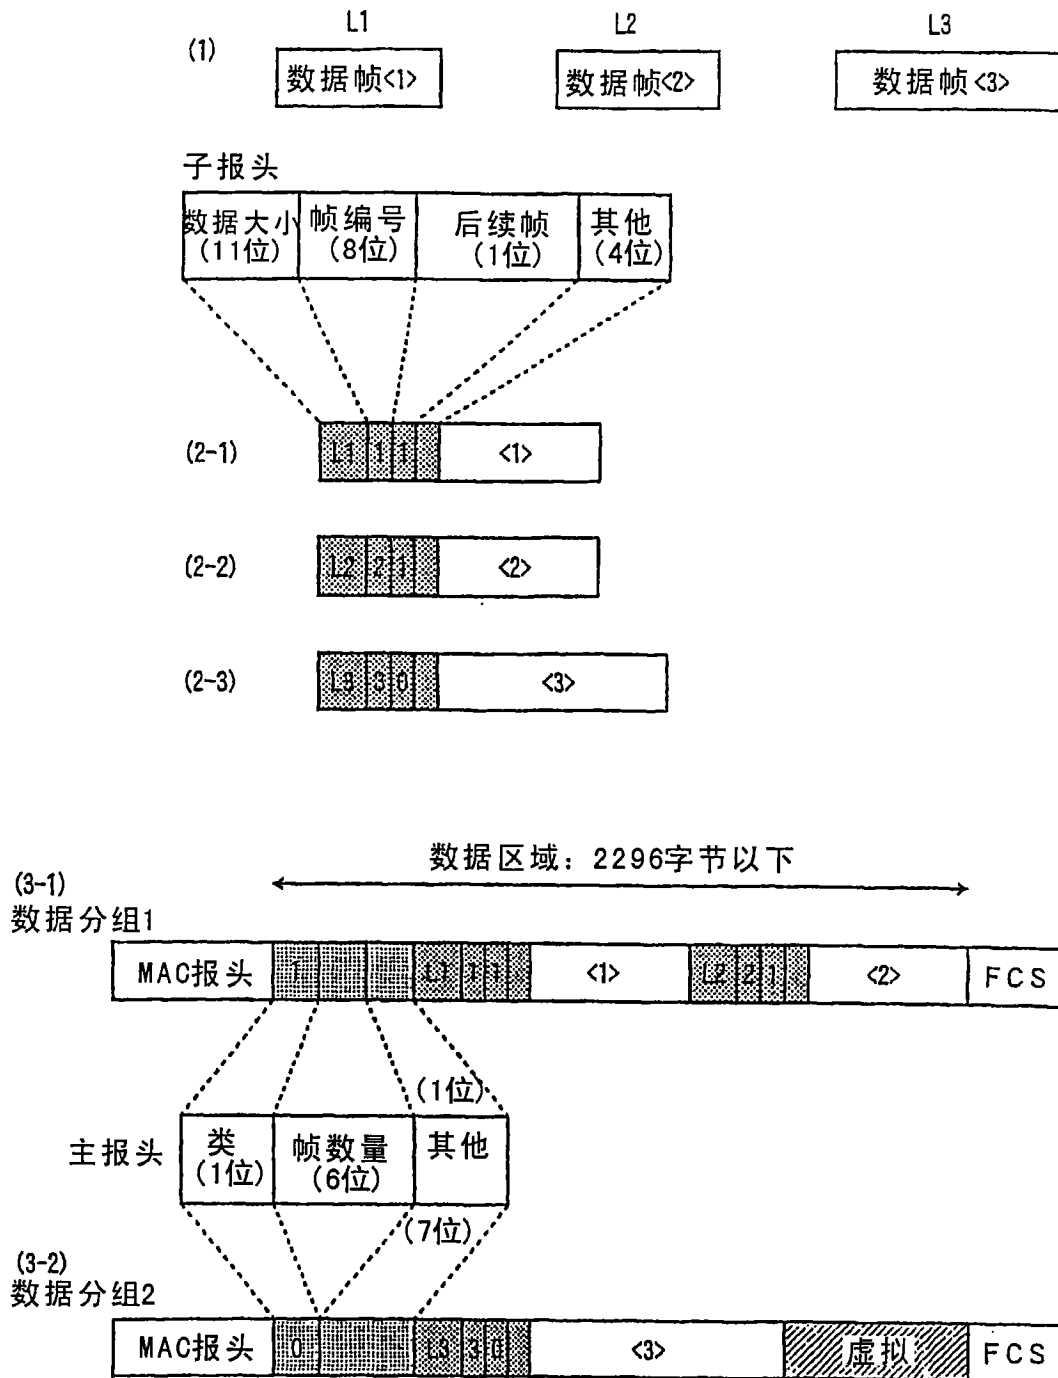 L1 L2 L3
(1)
数据帧<1> 数据帧<2> 数据帧<3>
子报头
数据大小 帧编号 后续帧 其他
(11位) (8位) (1位) (4位)
(2-1) L1 1 1 <1>
(2-2) L2 2 1 <2>
(2-3) L3 3 0 <3>
数据区域：2296字节以下
(3-1)
数据分组1
MAC报头 1 L1 1 1 <1> L2 2 1 <2> FCS
(1位)
主报头 类 帧数量 其他
(1位) (6位)
(7位)
(3-2)
数据分组2
MAC报头 0 L3 3 0 <3> 虚拟 FCS